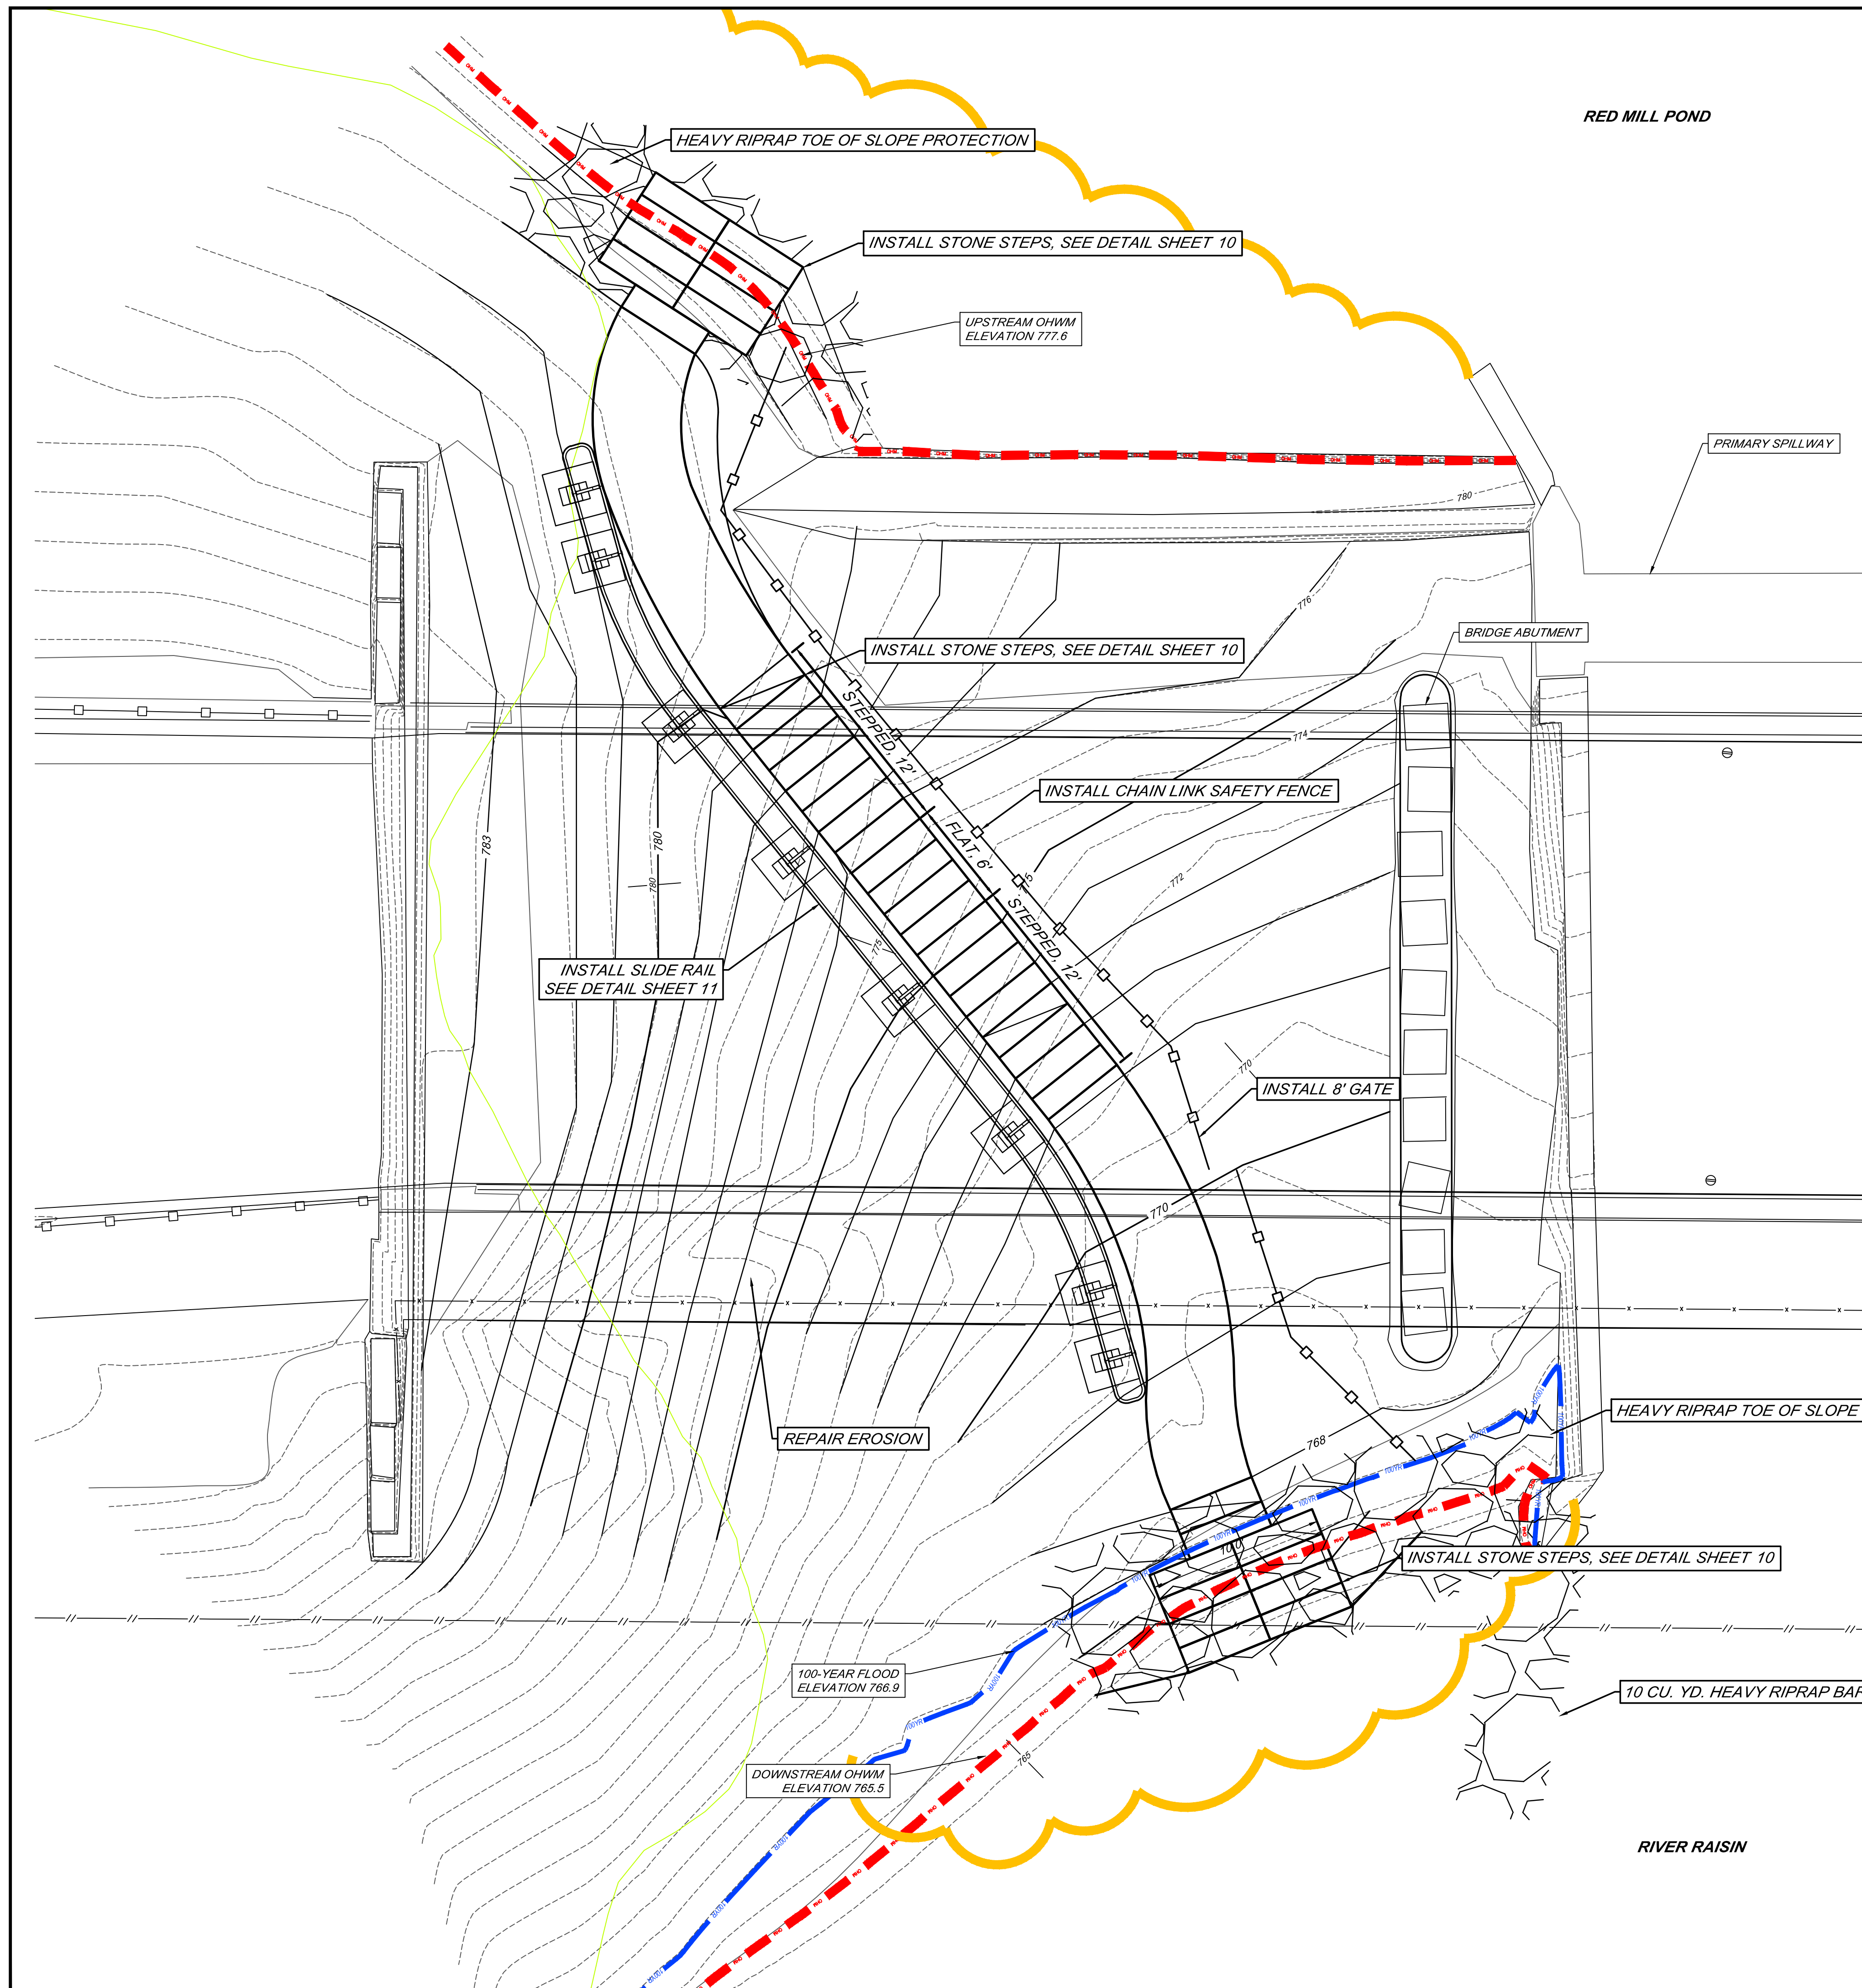 RED MILL POND
HEAVY RIPRAP TOE OF SLOPE PROTECTION
INSTALL STONE STEPS, SEE DETAIL SHEET 10
UPSTREAM OHWM
ELEVATION 777.6
PRIMARY SPILLWAY
780
776
BRIDGE ABUTMENT
INSTALL STONE STEPS, SEE DETAIL SHEET 10
STEPPED, 12'
774
INSTALL CHAIN LINK SAFETY FENCE
FLAT, 6'
783
780
780
772
STEPPED, 12'
775
INSTALL SLIDE RAIL
SEE DETAIL SHEET 11
770
INSTALL 8' GATE
770
REPAIR EROSION
HEAVY RIPRAP TOE OF SLOPE
768
10.0
INSTALL STONE STEPS, SEE DETAIL SHEET 10
100-YEAR FLOOD
ELEVATION 766.9
10 CU. YD. HEAVY RIPRAP
DOWNSTREAM OHWM
ELEVATION 765.5
765
RIVER RAISIN